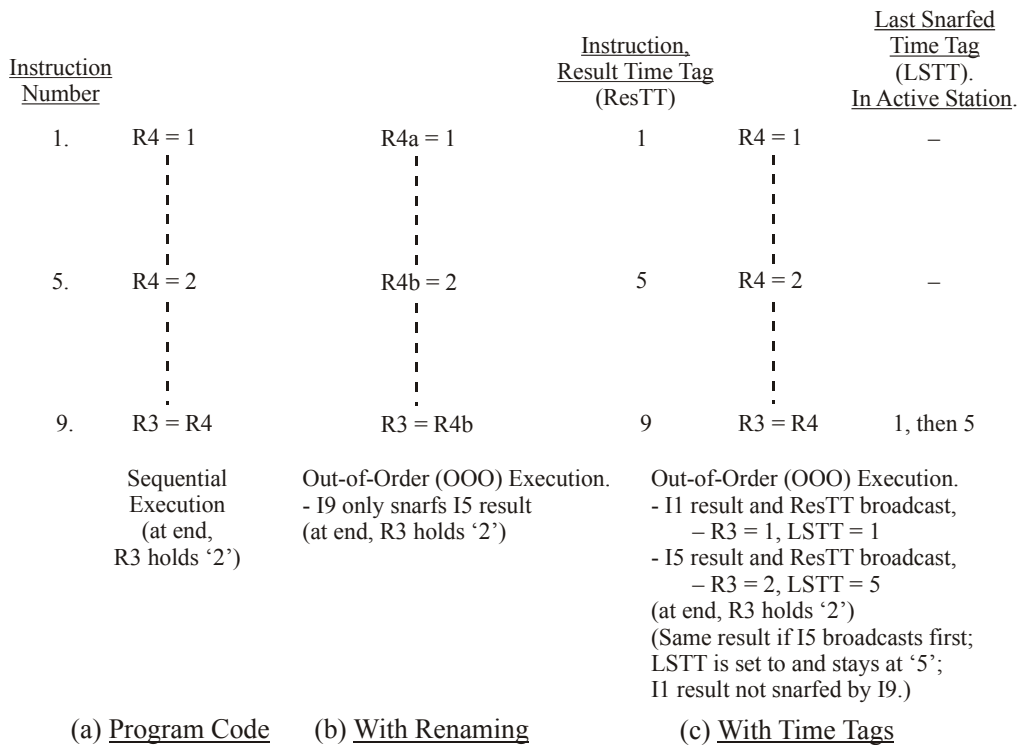 Instruction
Number
Instruction,
Result Time Tag
(ResTT)
Last Snarfed
Time Tag
(LSTT).
In Active Station.
1. R4 = 1 R4a = 1 1 R4 = 1 –
5. R4 = 2 R4b = 2 5 R4 = 2 –
9. R3 = R4 R3 = R4b 9 R3 = R4 1, then 5
Sequential
Execution
(at end,
R3 holds ‘2’)
Out-of-Order (OOO) Execution.
- I9 only snarfs I5 result
(at end, R3 holds ‘2’)
Out-of-Order (OOO) Execution.
- I1 result and ResTT broadcast,
– R3 = 1, LSTT = 1
- I5 result and ResTT broadcast,
– R3 = 2, LSTT = 5
(at end, R3 holds ‘2’)
(Same result if I5 broadcasts first;
LSTT is set to and stays at ‘5’;
I1 result not snarfed by I9.)
(a) Program Code (b) With Renaming (c) With Time Tags